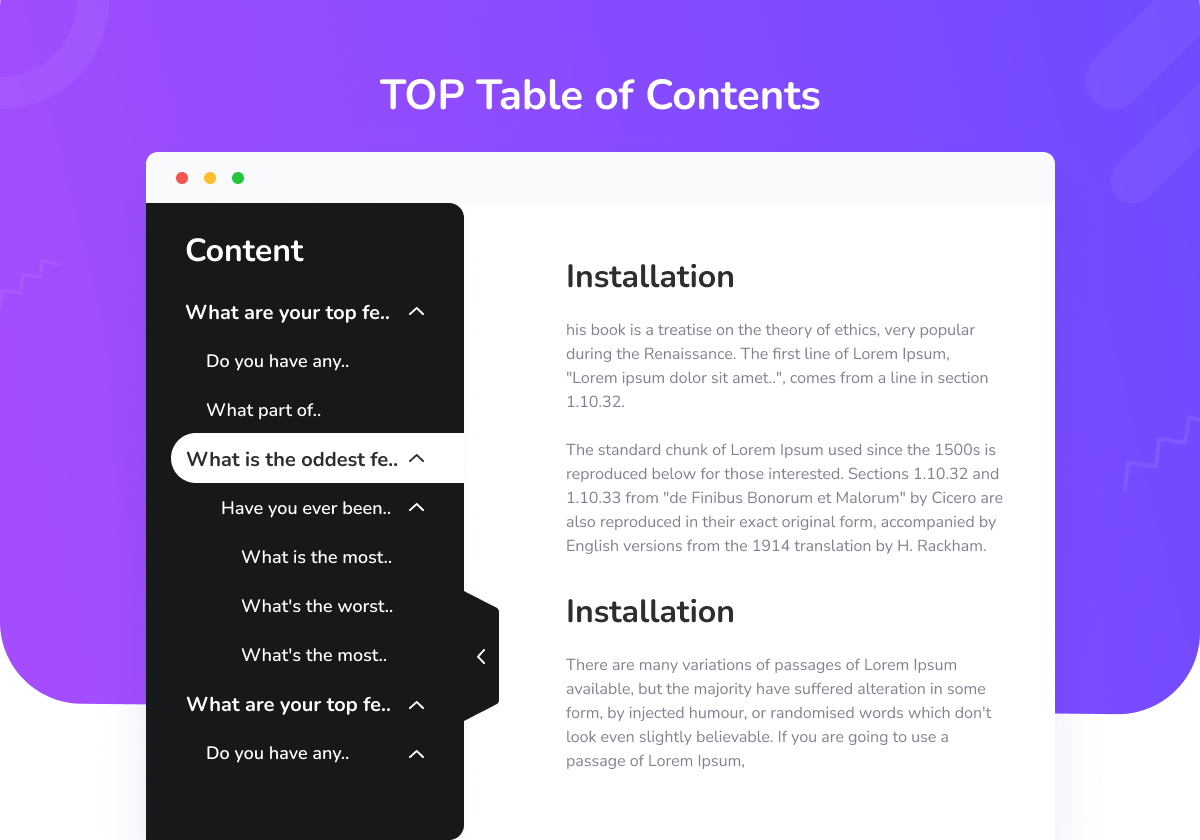 TOP Table of Contents
Content
What are your top fe..
Do you have any..
What part of..
What is the oddest fe..
Have you ever been..
What is the most..
What's the worst..
What's the most..
What are your top fe..
Do you have any..
Installation
his book is a treatise on the theory of ethics, very popular
during the Renaissance. The first line of Lorem Ipsum,
"Lorem ipsum dolor sit amet..", comes from a line in section
1.10.32.
The standard chunk of Lorem Ipsum used since the 1500s is
reproduced below for those interested. Sections 1.10.32 and
1.10.33 from "de Finibus Bonorum et Malorum" by Cicero are
also reproduced in their exact original form, accompanied by
English versions from the 1914 translation by H. Rackham.
Installation
There are many variations of passages of Lorem Ipsum
available, but the majority have suffered alteration in some
form, by injected humour, or randomised words which don't
look even slightly believable. If you are going to use a
passage of Lorem Ipsum,